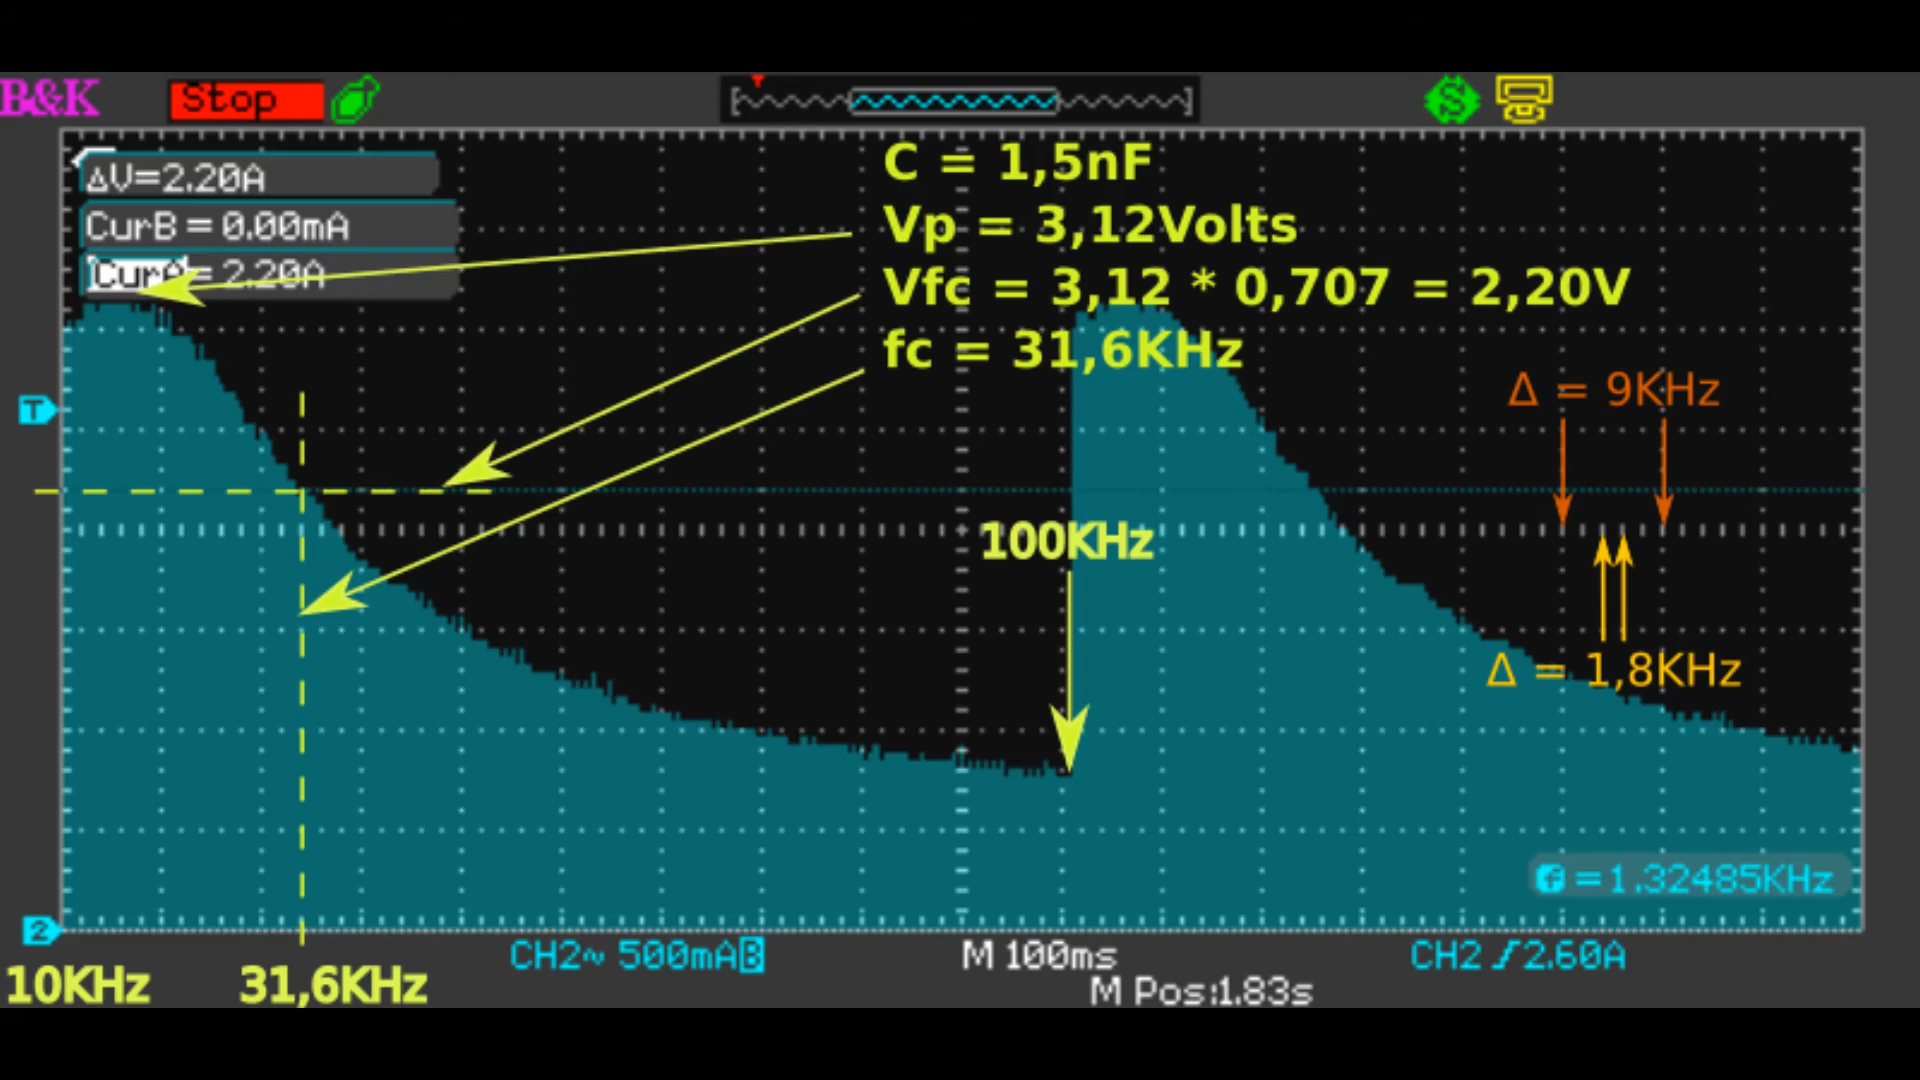 B&K Stop
ΔV=2.20A
CurB = 0.00mA
CurA = 2.20A
C = 1,5nF
Vp = 3,12Volts
Vfc = 3,12 * 0,707 = 2,20V
fc = 31,6KHz
Δ = 9KHz
T
100KHz
Δ = 1,8KHz
f = 1.32485KHz
2
CH2~ 500mAB M 100ms CH2 ƒ2.60A
10KHz 31,6KHz M Pos:1.83s